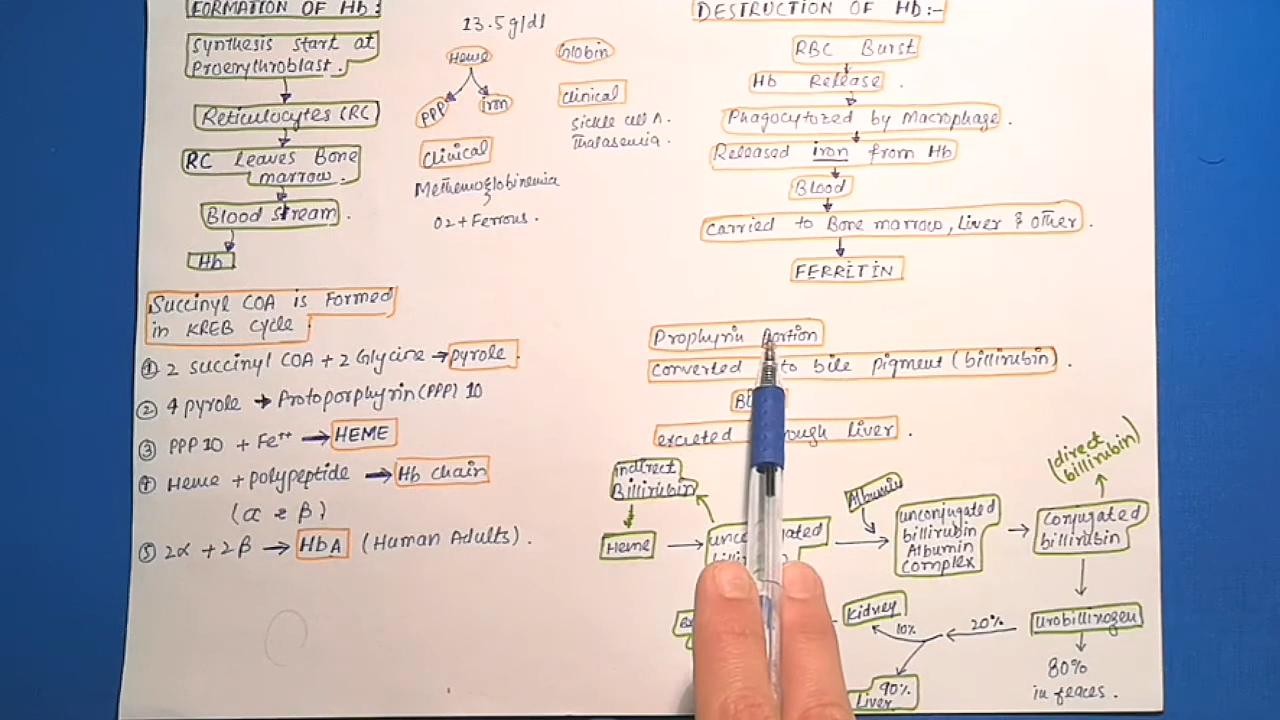 FORMATION OF Hb:
Synthesis start at
Proerythroblast.
Reticulocytes (RC)
RC Leaves Bone
marrow.
Blood stream.
Hb
13.5g/dl
Heme
PPP
iron
Clinical
Methemoglobinemia
O2 + Ferrous.
Globin
Clinical
Sickle cell A.
Thalasemia.
Succinyl COA is Formed
in KREB Cycle
① 2 succinyl COA + 2 Glycine → pyrole.
② 4 pyrole → Protoporphyrin (PPP) 10
③ PPP 10 + Fe++ → HEME
④ Heme + polypeptide → Hb chain
(α e β)
⑤ 2α + 2β → HbA (Human Adults).
DESTRUCTION OF Hb:-
RBC Burst
Hb Release.
Phagocytozed by Macrophage.
Released iron from Hb
Blood
Carried to Bone marrow, Liver & other.
FERRITIN
Prophyrin Portion
converted to bile pigment (billirubin).
excreted Liver.
indirect
Billirubin
Heme
Albumin
unconjugated
billirubin
Albumin
complex
conjugated
billirubin
(direct
billirubin)
urobilinogen
20%
80%
in feaces.
10%
Kidney
90%
Liver